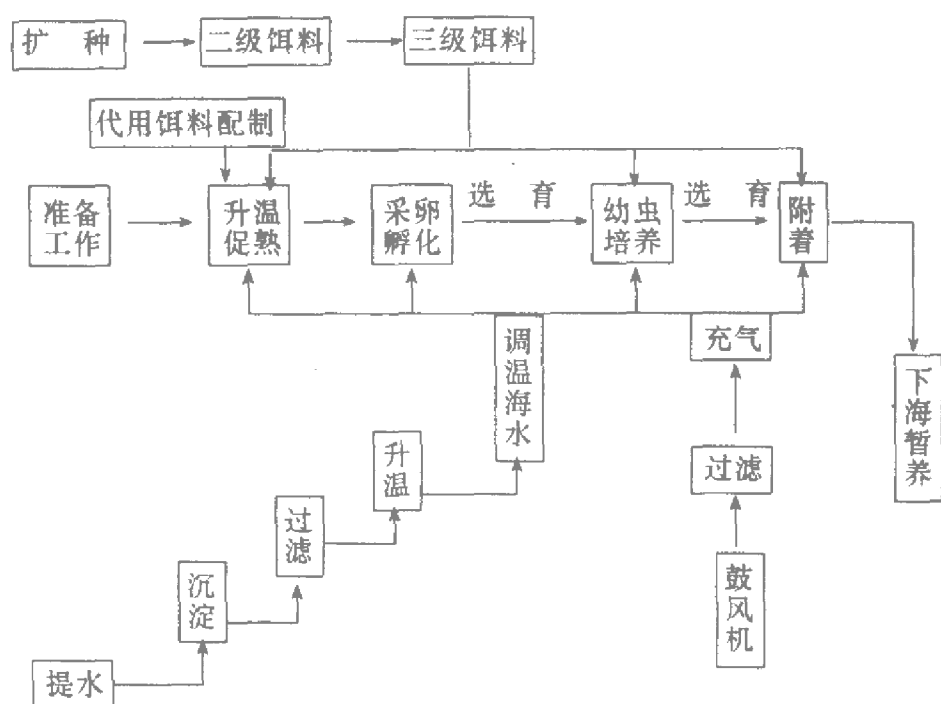 扩 种
二级饵料
三级饵料
代用饵料配制
准备
工作
升温
促熟
采卵
孵化
选 育
幼虫
培养
选 育
附着
调温海水
充气
下海暂养
升温
过滤
过滤
沉淀
鼓风机
提水